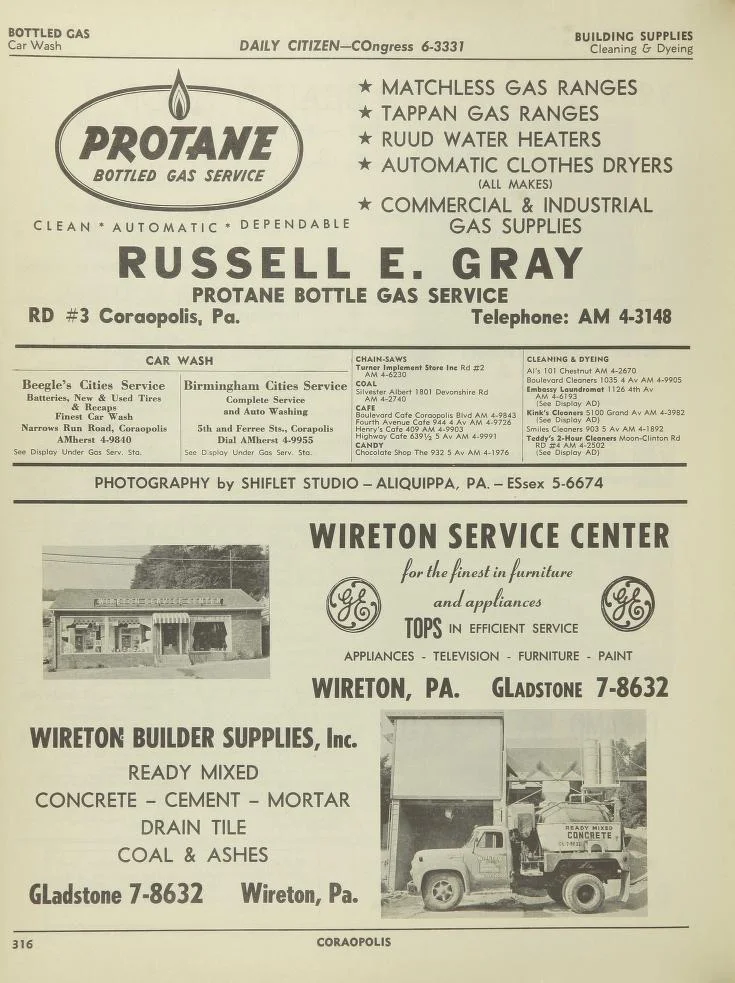 BOTTLED GAS
Car Wash
DAILY CITIZEN—COngress 6-3331
BUILDING SUPPLIES
Cleaning & Dyeing
PROTANE
BOTTLED GAS SERVICE
CLEAN * AUTOMATIC * DEPENDABLE
★ MATCHLESS GAS RANGES
★ TAPPAN GAS RANGES
★ RUUD WATER HEATERS
★ AUTOMATIC CLOTHES DRYERS
(ALL MAKES)
★ COMMERCIAL & INDUSTRIAL
GAS SUPPLIES
RUSSELL E. GRAY
PROTANE BOTTLE GAS SERVICE
RD #3 Coraopolis, Pa.
Telephone: AM 4-3148
CAR WASH
Beegle's Cities Service
Batteries, New & Used Tires
& Recaps
Finest Car Wash
Narrows Run Road, Coraopolis
AMherst 4-9840
See Display Under Gas Serv. Sta.
Birmingham Cities Service
Complete Service
and Auto Washing
5th and Ferree Sts., Corapolis
Dial AMherst 4-9955
See Display Under Gas Serv. Sta.
CHAIN-SAWS
Turner Implement Store Inc Rd #2
AM 4-6230
COAL
Silvester Albert 1801 Devonshire Rd
AM 4-2740
CAFE
Boulevard Cafe Coraopolis Blvd AM 4-9843
Fourth Avenue Cafe 944 4 Av AM 4-9726
Henry's Cafe 409 AM 4-9903
Highway Cafe 639½ 5 Av AM 4-9991
CANDY
Chocolate Shop The 932 5 Av AM 4-1976
CLEANING & DYEING
Al's 101 Chestnut AM 4-2670
Boulevard Cleaners 1035 4 Av AM 4-9905
Embassy Laundromat 1126 4th Av
AM 4-6193
(See Display AD)
Kink's Cleaners 5100 Grand Av AM 4-3982
(See Display AD)
Smiles Cleaners 903 5 Av AM 4-1892
Teddy's 2-Hour Cleaners Moon-Clinton Rd
RD #4 AM 4-2502
(See Display AD)
PHOTOGRAPHY by SHIFLET STUDIO – ALIQUIPPA, PA. – ESsex 5-6674
WIRETON SERVICE CENTER
WIRETON SERVICE CENTER
for the finest in furniture
and appliances
GE
GE
TOPS IN EFFICIENT SERVICE
APPLIANCES - TELEVISION - FURNITURE - PAINT
WIRETON, PA. GLADSTONE 7-8632
WIRETON BUILDER SUPPLIES, Inc.
READY MIXED
CONCRETE – CEMENT – MORTAR
DRAIN TILE
COAL & ASHES
GLadstone 7-8632 Wireton, Pa.
READY MIXED
CONCRETE
316
CORAOPOLIS